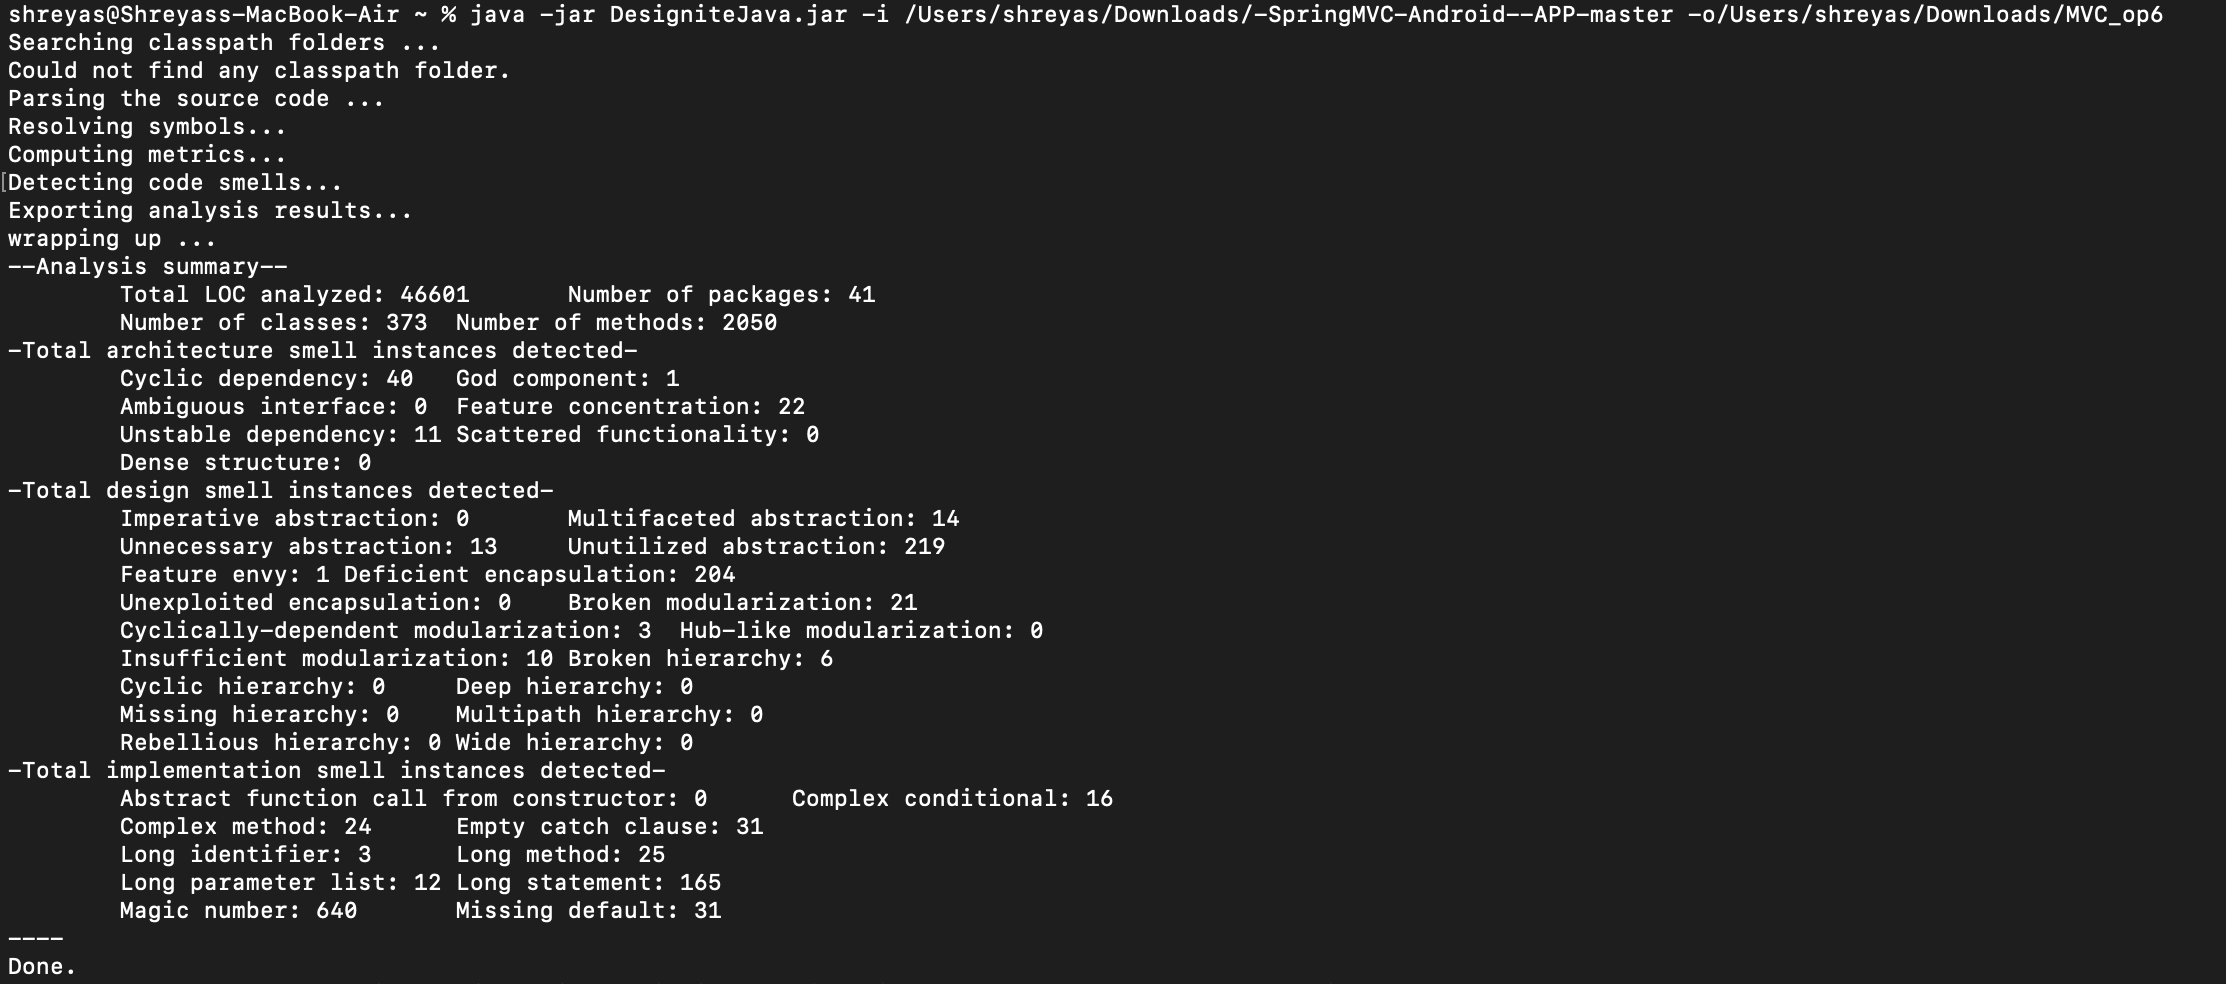 shreyas@Shreyass-MacBook-Air ~ % java -jar DesigniteJava.jar -i /Users/shreyas/Downloads/-SpringMVC-Android--APP-master -o/Users/shreyas/Downloads/MVC_op6
Searching classpath folders ...
Could not find any classpath folder.
Parsing the source code ...
Resolving symbols...
Computing metrics...
[Detecting code smells...
Exporting analysis results...
wrapping up ...
--Analysis summary--
	Total LOC analyzed: 46601	Number of packages: 41
	Number of classes: 373	Number of methods: 2050
-Total architecture smell instances detected-
	Cyclic dependency: 40	God component: 1
	Ambiguous interface: 0	Feature concentration: 22
	Unstable dependency: 11	Scattered functionality: 0
	Dense structure: 0
-Total design smell instances detected-
	Imperative abstraction: 0	Multifaceted abstraction: 14
	Unnecessary abstraction: 13	Unutilized abstraction: 219
	Feature envy: 1	Deficient encapsulation: 204
	Unexploited encapsulation: 0	Broken modularization: 21
	Cyclically-dependent modularization: 3	Hub-like modularization: 0
	Insufficient modularization: 10	Broken hierarchy: 6
	Cyclic hierarchy: 0	Deep hierarchy: 0
	Missing hierarchy: 0	Multipath hierarchy: 0
	Rebellious hierarchy: 0	Wide hierarchy: 0
-Total implementation smell instances detected-
	Abstract function call from constructor: 0	Complex conditional: 16
	Complex method: 24	Empty catch clause: 31
	Long identifier: 3	Long method: 25
	Long parameter list: 12	Long statement: 165
	Magic number: 640	Missing default: 31
----
Done.